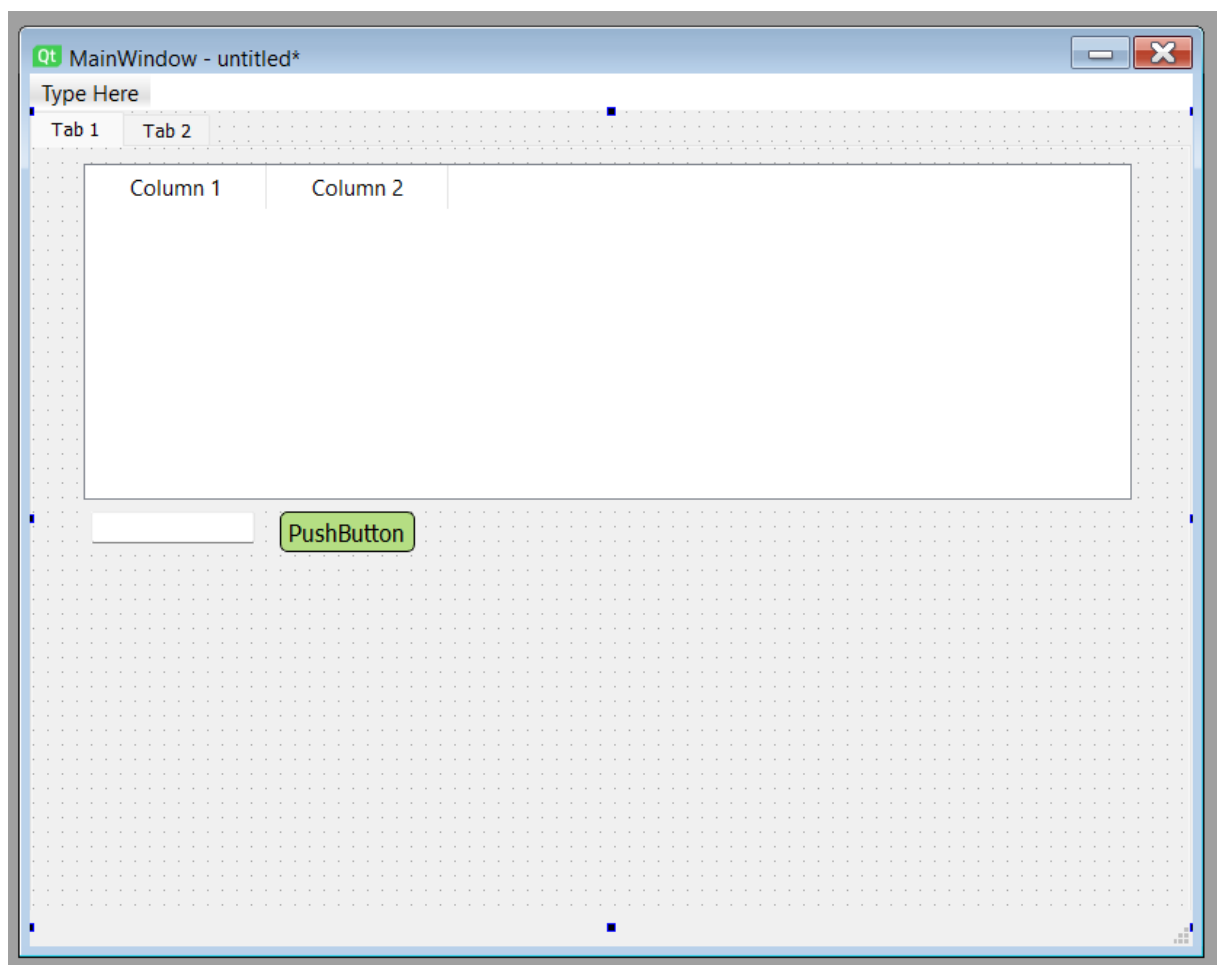 Qt MainWindow - untitled*
Type Here
Tab 1 Tab 2
Column 1 Column 2
PushButton